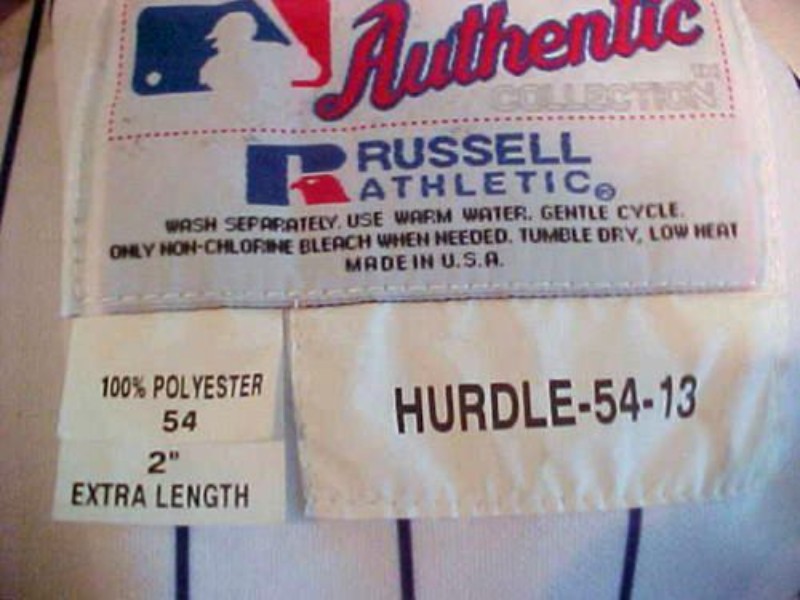 Authentic
COLLECTION TM
RUSSELL
ATHLETIC®
WASH SEPARATELY. USE WARM WATER. GENTLE CYCLE.
ONLY NON-CHLORINE BLEACH WHEN NEEDED. TUMBLE DRY, LOW HEAT
MADE IN U.S.A.
100% POLYESTER
54
2"
EXTRA LENGTH
HURDLE-54-13